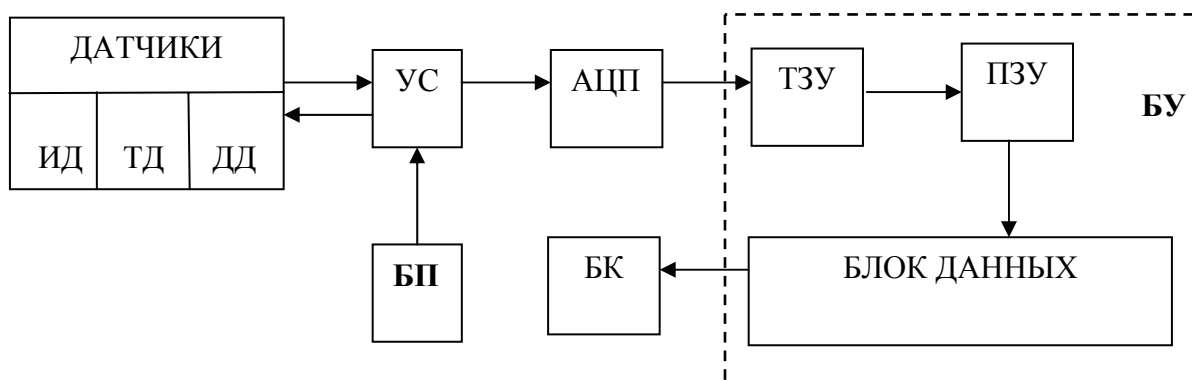 ДАТЧИКИ
ИД ТД ДД
УС
АЦП
ТЗУ
ПЗУ
БУ
БП
БК
БЛОК ДАННЫХ